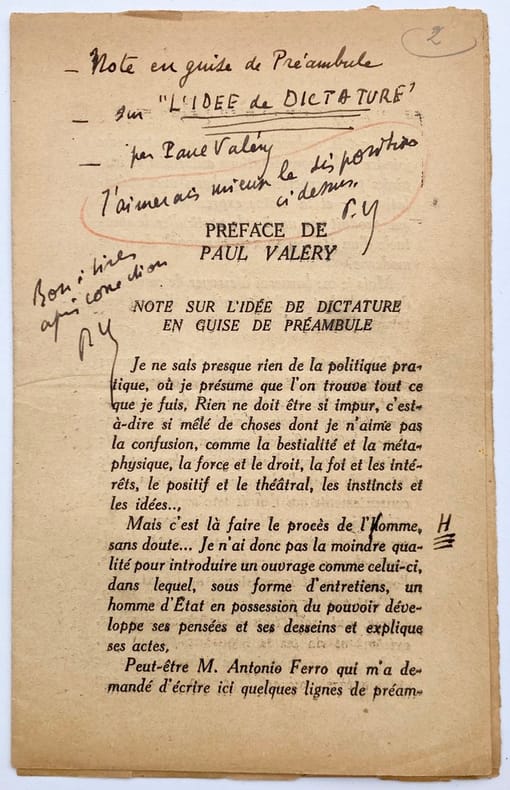 2
— Note en guise de Préambule
— sur "L'IDEE de DICTATURE"
— par Paul Valéry
J'aimerais mieux la disposition
ci dessus.
P.V
PRÉFACE DE
PAUL VALÉRY
Bon à tirer
après correction
P.V
NOTE SUR L'IDÉE DE DICTATURE
EN GUISE DE PRÉAMBULE
Je ne sais presque rien de la politique pra-
tique, où je présume que l'on trouve tout ce
que je fuis, Rien ne doit être si impur, c'est-
à-dire si mêlé de choses dont je n'aime pas
la confusion, comme la bestialité et la méta-
physique, la force et le droit, la foi et les inté-
rêts, le positif et le théâtral, les instincts et
les idées..,
Mais c'est là faire le procès de l'homme, H
sans doute... Je n'ai donc pas la moindre qua-
lité pour introduire un ouvrage comme celui-ci,
dans lequel, sous forme d'entretiens, un
homme d'État en possession du pouvoir déve-
loppe ses pensées et ses desseins et explique
ses actes,
Peut-être M. Antonio Ferro qui m'a de-
mandé d'écrire ici quelques lignes de préam-